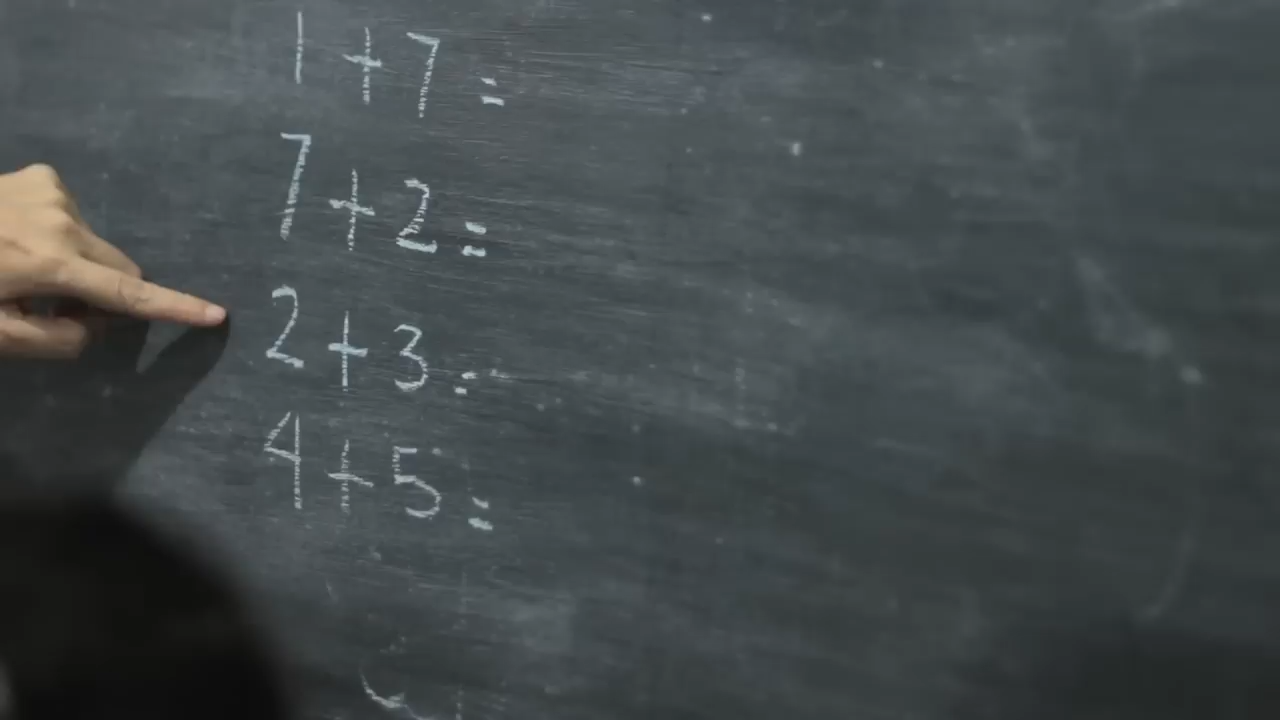 1+7=
7+2=
2+3=
4+5=